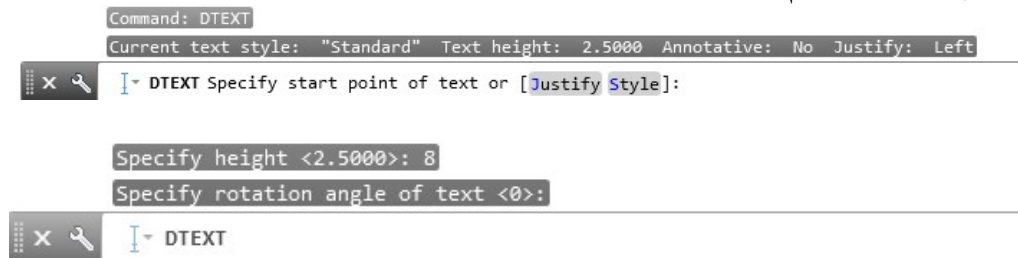 Command: DTEXT
Current text style: "Standard" Text height: 2.5000 Annotative: No Justify: Left
DTEXT Specify start point of text or [Justify Style]:
Specify height <2.5000>: 8
Specify rotation angle of text <0>:
DTEXT